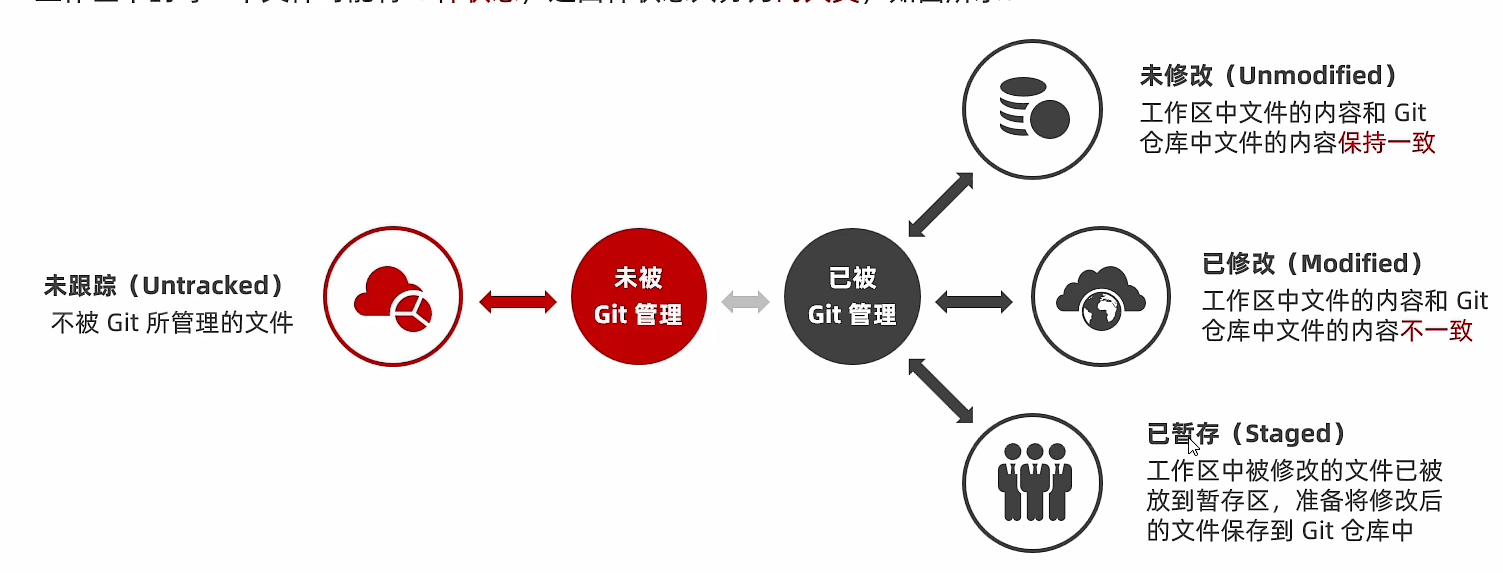 未修改（Unmodified）
工作区中文件的内容和 Git
仓库中文件的内容保持一致
未跟踪（Untracked）
不被 Git 所管理的文件
未被
Git 管理
已被
Git 管理
已修改（Modified）
工作区中文件的内容和 Git
仓库中文件的内容不一致
已暂存（Staged）
工作区中被修改的文件已被
放到暂存区，准备将修改后
的文件保存到 Git 仓库中